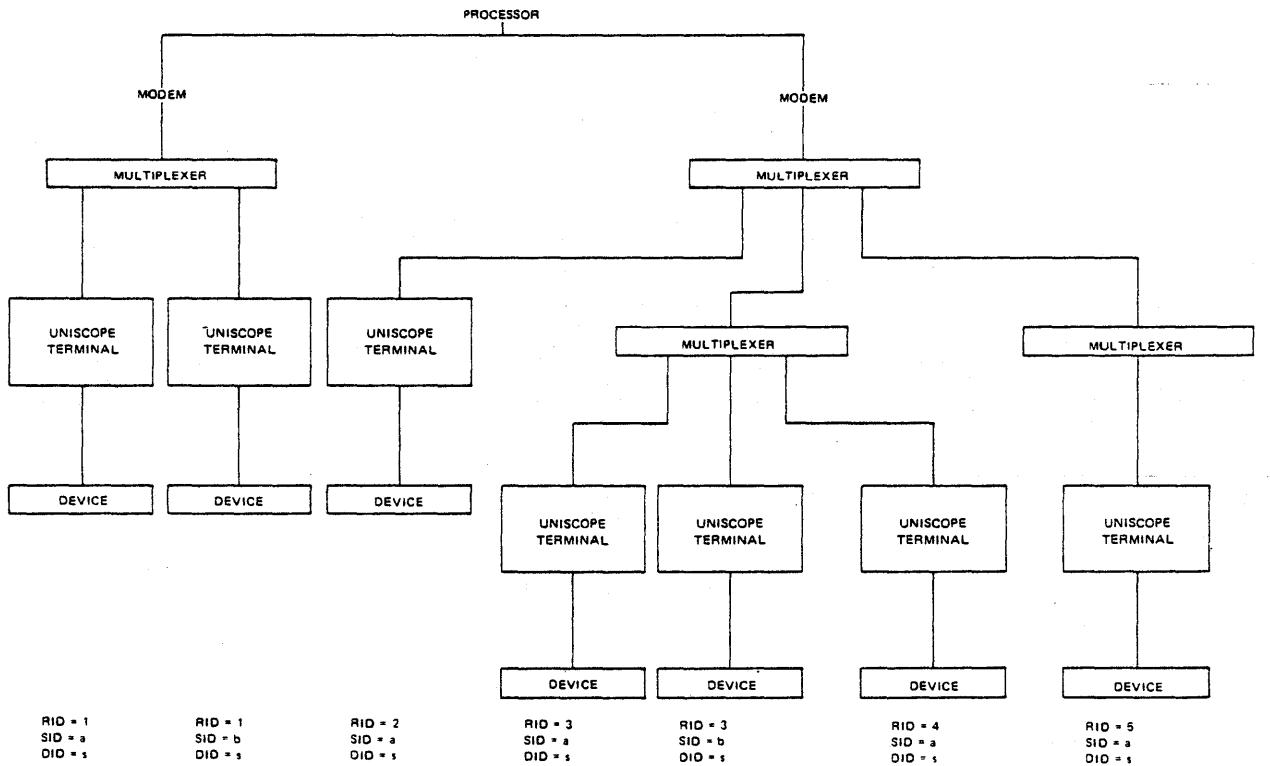 PROCESSOR
MODEM
MODEM
MULTIPLEXER
MULTIPLEXER
UNISCOPE
TERMINAL
UNISCOPE
TERMINAL
UNISCOPE
TERMINAL
MULTIPLEXER
MULTIPLEXER
DEVICE
DEVICE
DEVICE
UNISCOPE
TERMINAL
UNISCOPE
TERMINAL
UNISCOPE
TERMINAL
UNISCOPE
TERMINAL
DEVICE
DEVICE
DEVICE
DEVICE
RID = 1
SID = a
DID = s
RID = 1
SID = b
DID = s
RID = 2
SID = a
DID = s
RID = 3
SID = a
DID = s
RID = 3
SID = b
DID = s
RID = 4
SID = a
DID = s
RID = 5
SID = a
DID = s